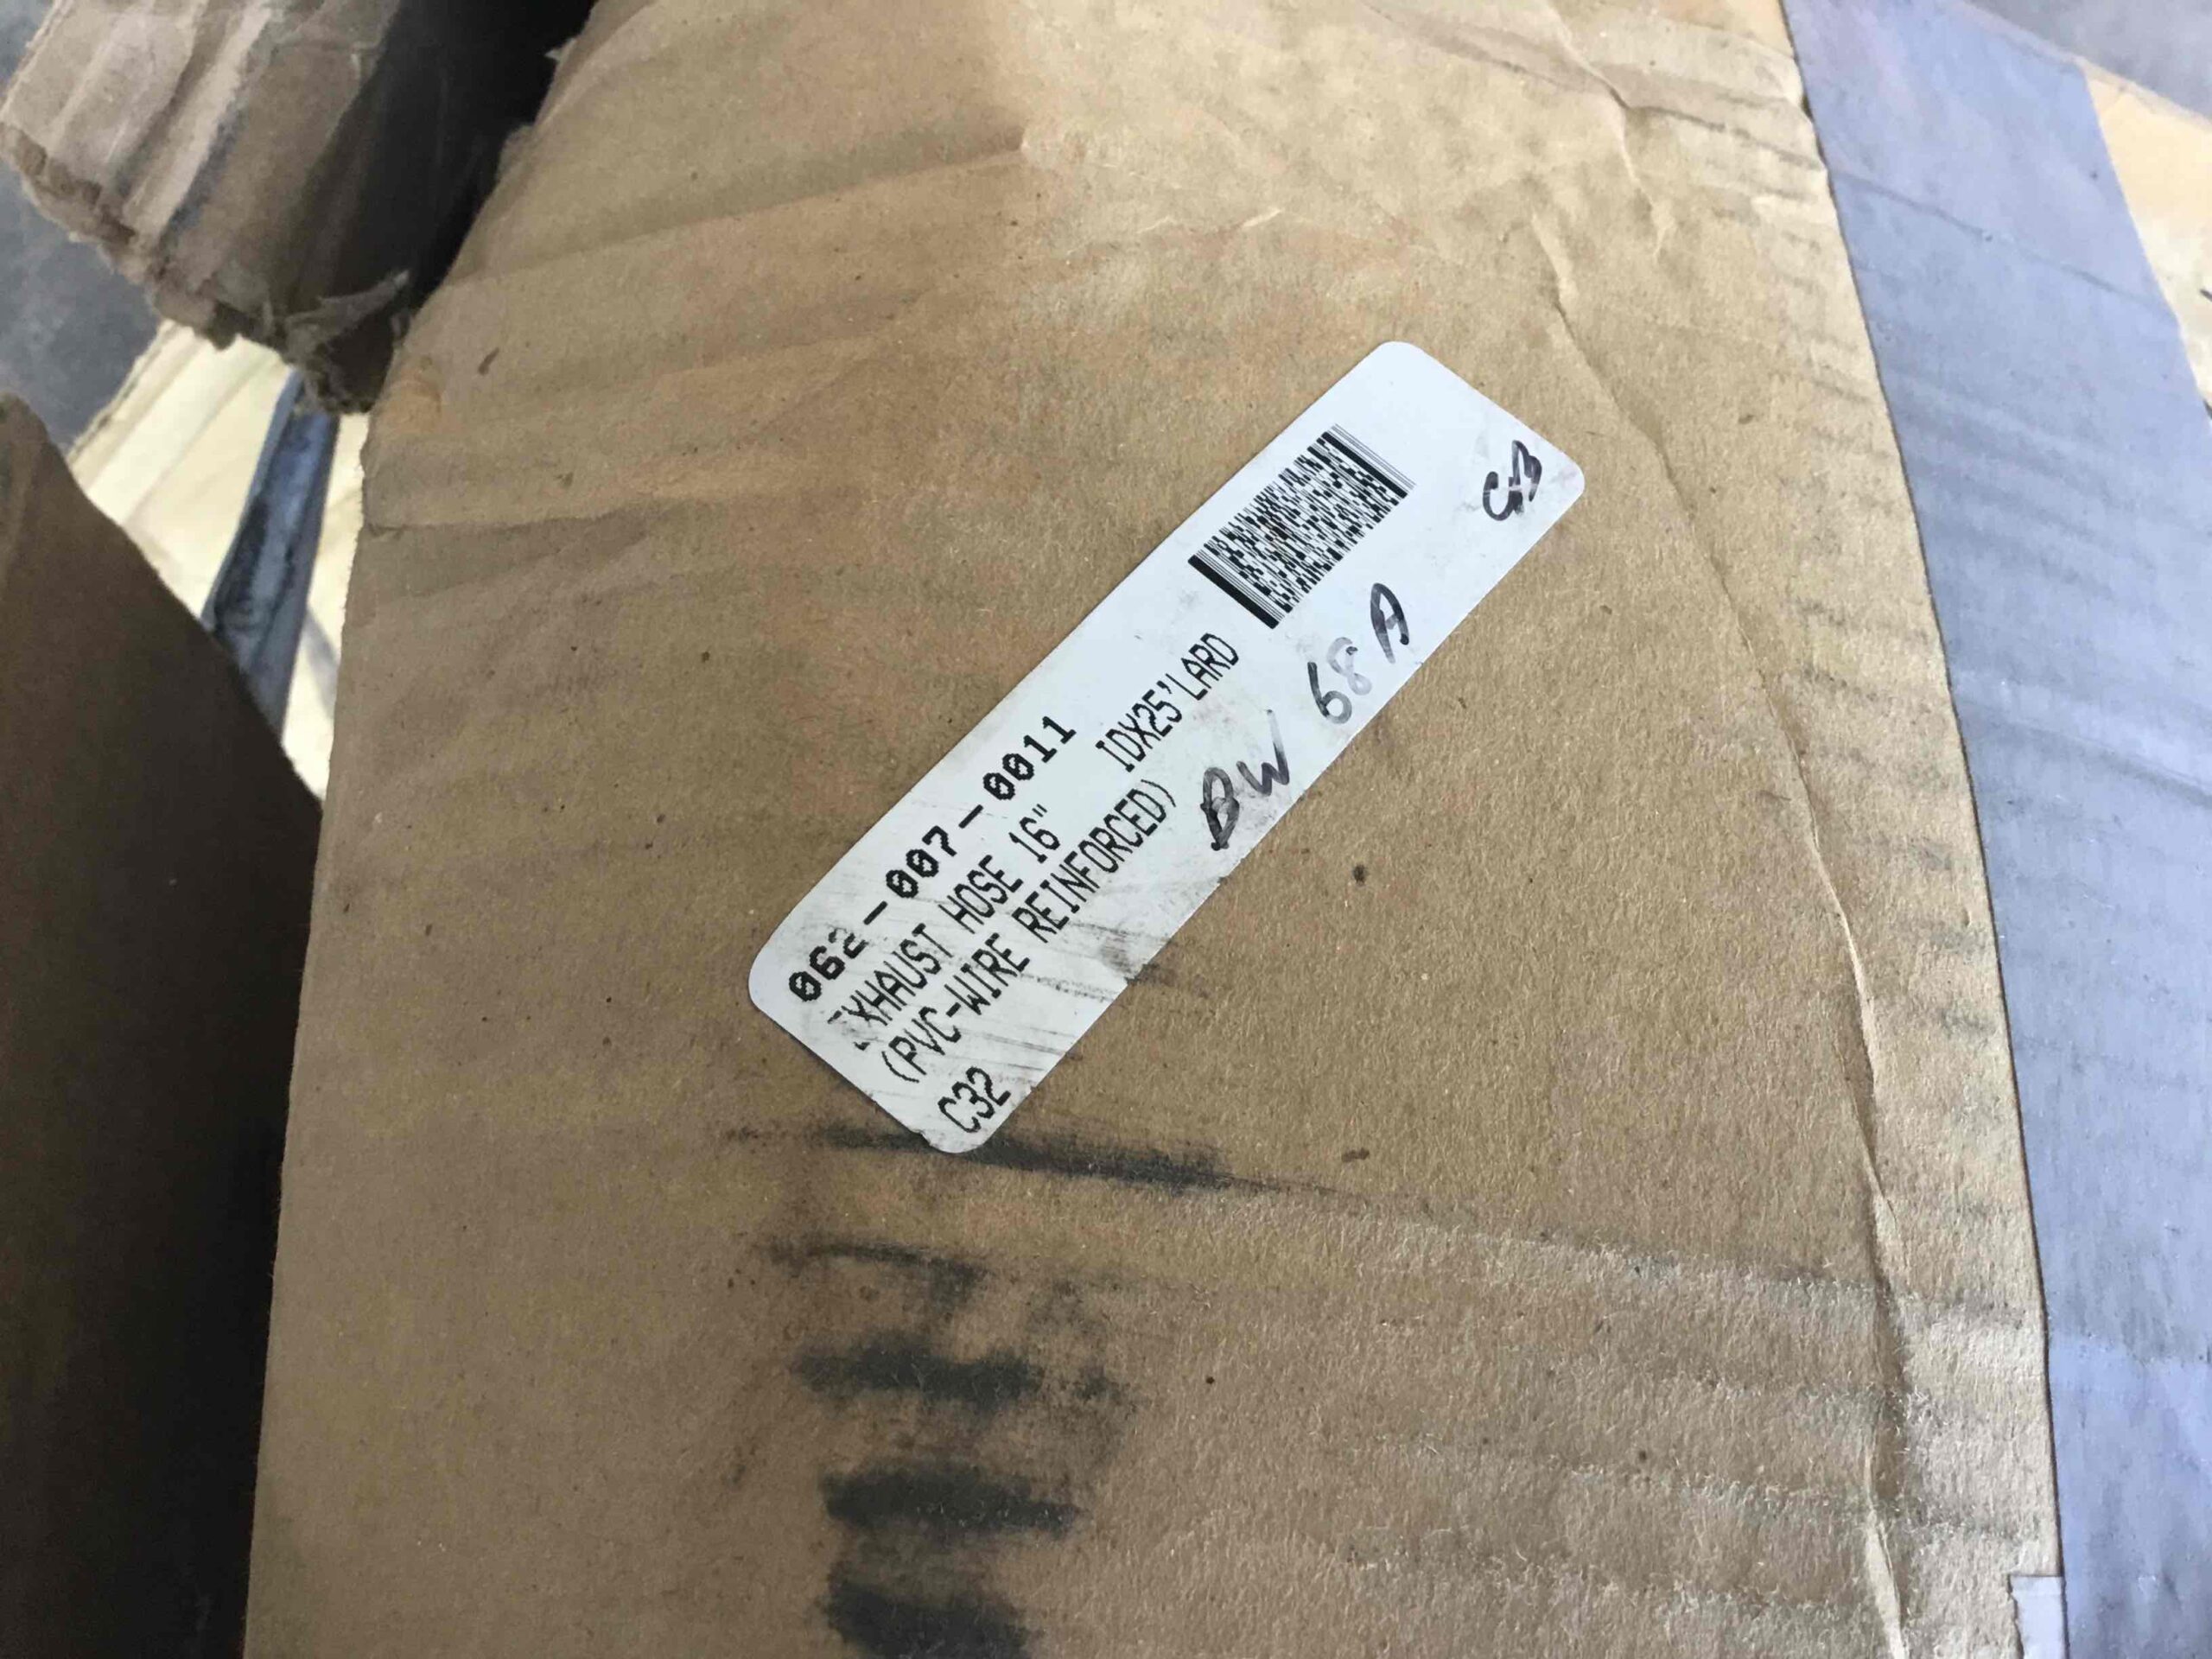 062-007-0011
EXHAUST HOSE 16" IDX25'LARD
(PVC-WIRE REINFORCED)
C32
BW 68A